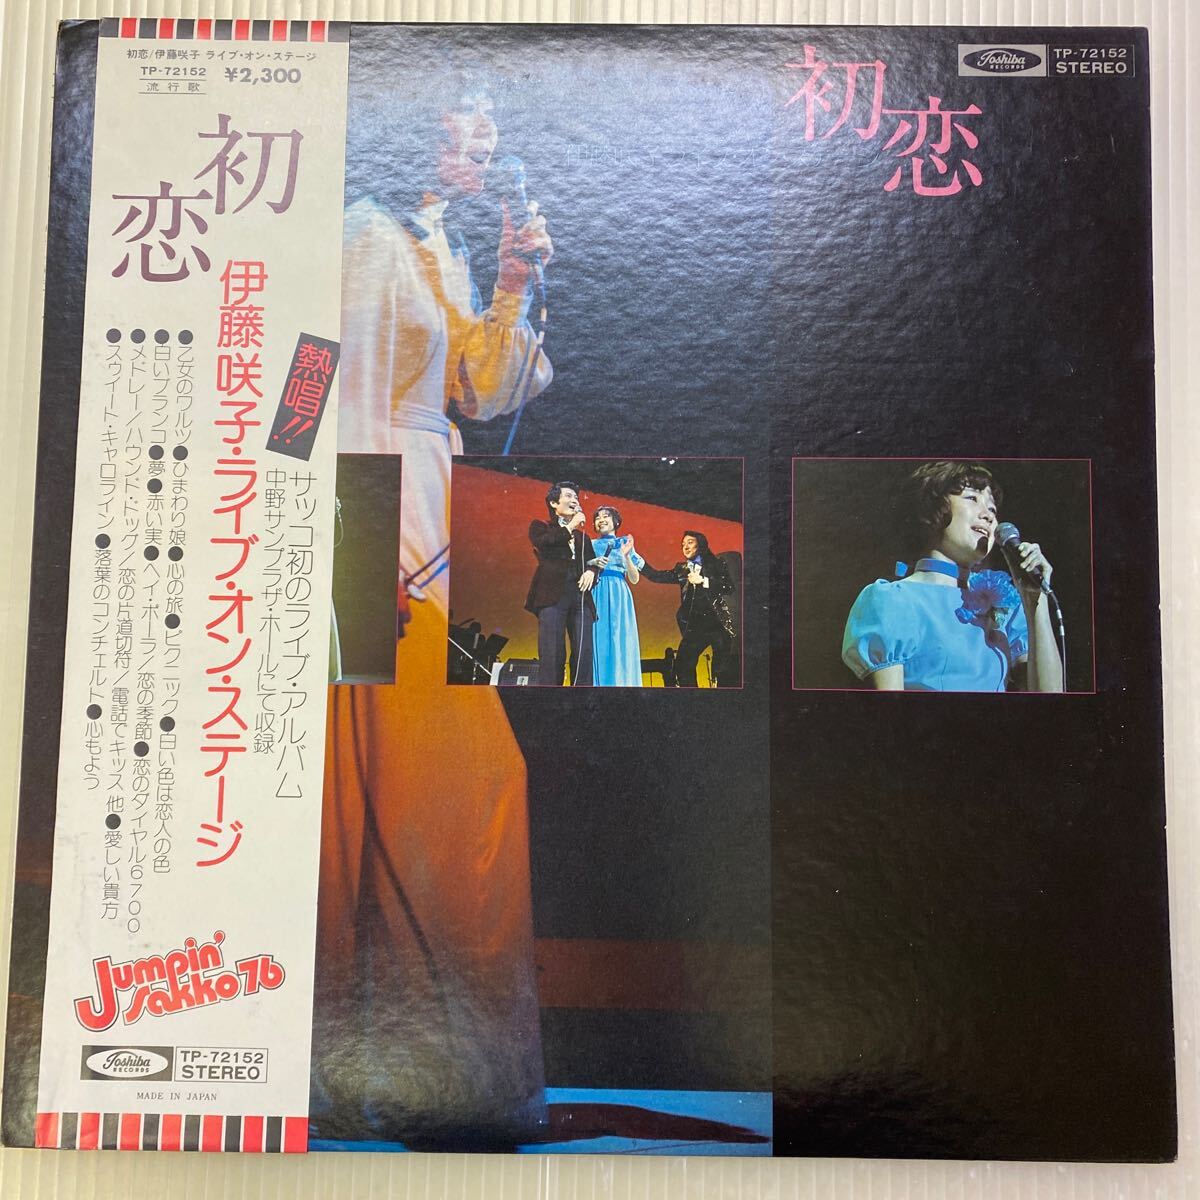 初恋/伊藤咲子 ライブ・オン・ステージ
TP-72152 ¥2,300
流行歌
初恋
伊藤咲子・ライブ・オン・ステージ
熱唱!!
サッコ初のライブ・アルバム
中野サンプラザ・ホールにて収録
●乙女のワルツ●ひまわり娘●心の旅●ピクニック●白い色は恋人の色
●白いブランコ●夢●赤い実●ヘイ・ポーラ/恋の季節●恋のダイヤル6700
●メドレー/ハウンド・ドッグ/恋の片道切符/電話でキッス 他●愛しい貴方
●スウィート・キャロライン●落葉のコンチェルト●心もよう
Jumpin'
Sakko 76
Toshiba
RECORDS
TP-72152
STEREO
MADE IN JAPAN
初恋
Toshiba
RECORDS
TP-72152
STEREO